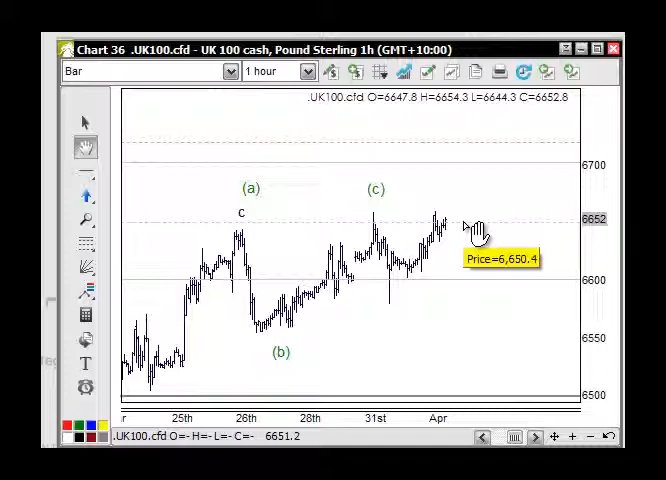 Chart 36 .UK100.cfd - UK 100 cash, Pound Sterling 1h (GMT+10:00)
Bar
1 hour
.UK100.cfd O=6647.8 H=6654.3 L=6644.3 C=6652.8
6700
(a)
(c)
c
6652
Price=6,650.4
6600
6550
(b)
6500
25th
26th
28th
31st
Apr
T
.UK100.cfd O=- H=- L=- C=- 6651.2